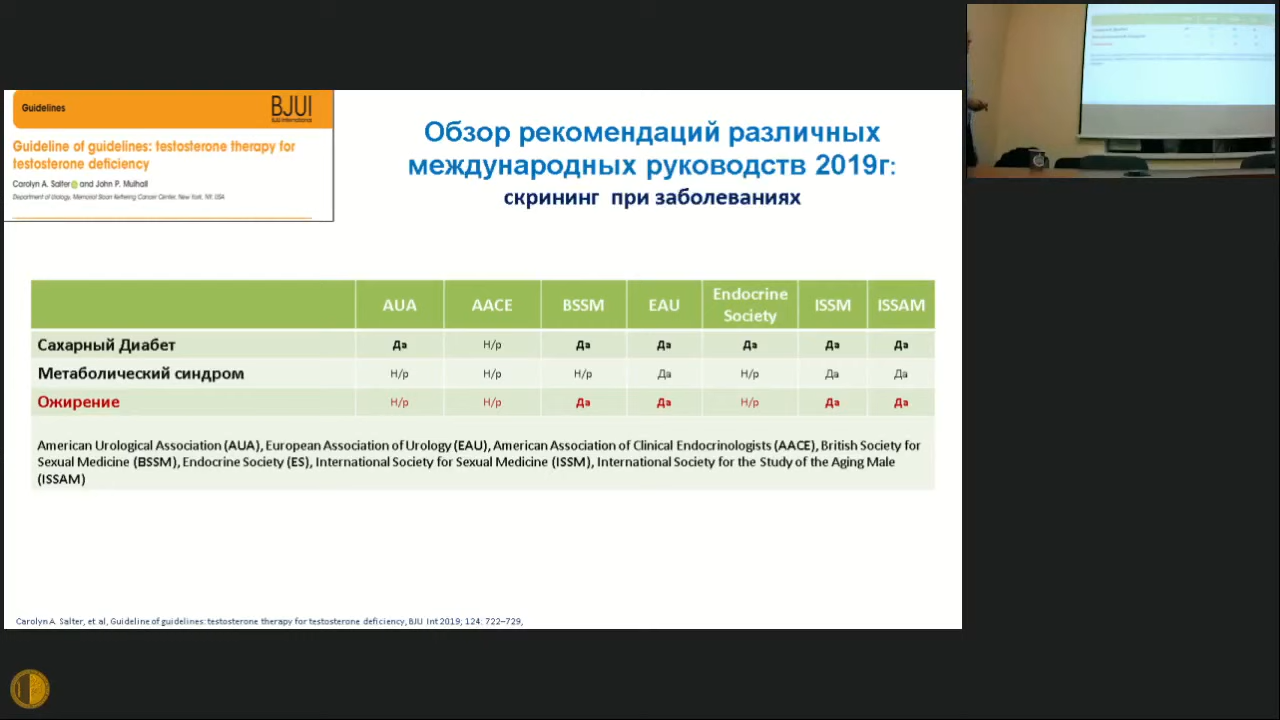 Guidelines
BJUI
BJU International
Guideline of guidelines: testosterone therapy for
testosterone deficiency
Carolyn A. Salter and John P. Mulhall
Department of Urology, Memorial Sloan Kettering Cancer Center, New York, NY, USA
Обзор рекомендаций различных
международных руководств 2019г:
скрининг при заболеваниях
AUA AACE BSSM EAU Endocrine Society ISSM ISSAM
Сахарный Диабет Да Н/р Да Да Да Да Да
Метаболический синдром Н/р Н/р Н/р Да Н/р Да Да
Ожирение Н/р Н/р Да Да Н/р Да Да
American Urological Association (AUA), European Association of Urology (EAU), American Association of Clinical Endocrinologists (AACE), British Society for
Sexual Medicine (BSSM), Endocrine Society (ES), International Society for Sexual Medicine (ISSM), International Society for the Study of the Aging Male
(ISSAM)
Carolyn A. Salter, et al, Guideline of guidelines: testosterone therapy for testosterone deficiency, BJU Int 2019; 124: 722–729,